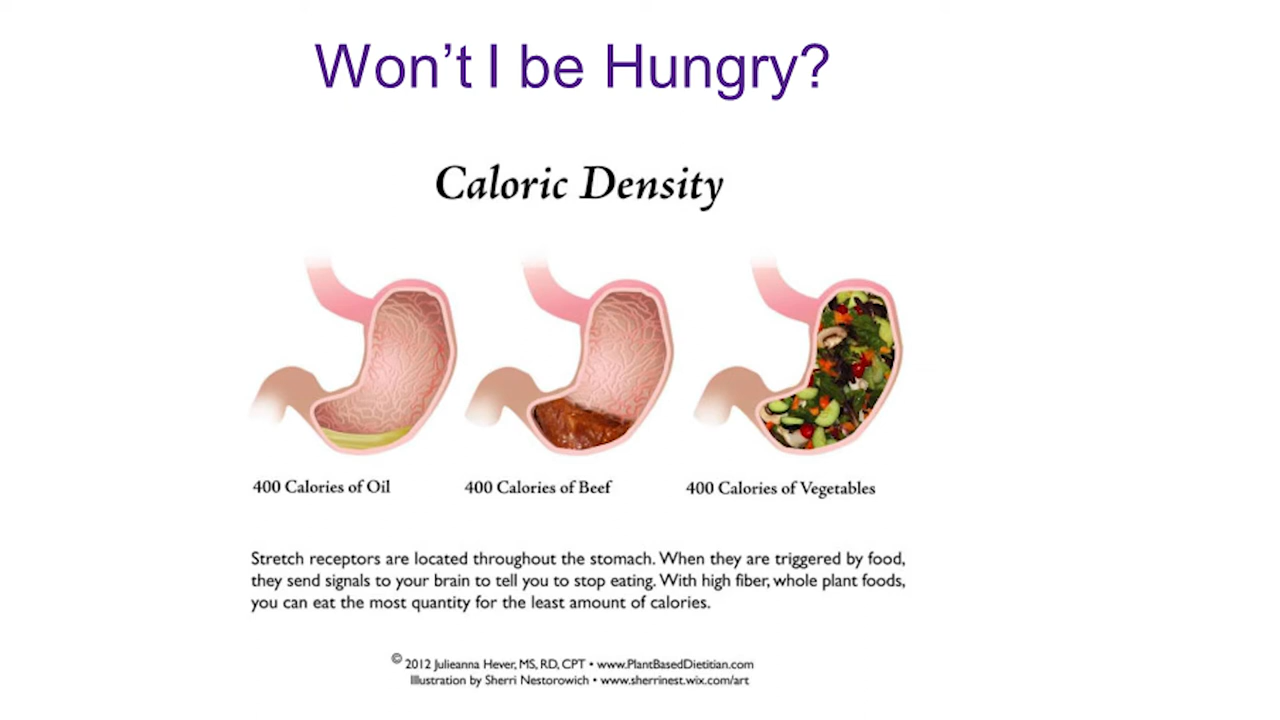 Won't I be Hungry?
Caloric Density
400 Calories of Oil
400 Calories of Beef
400 Calories of Vegetables
Stretch receptors are located throughout the stomach. When they are triggered by food,
they send signals to your brain to tell you to stop eating. With high fiber, whole plant foods,
you can eat the most quantity for the least amount of calories.
© 2012 Julieanna Hever, MS, RD, CPT • www.PlantBasedDietitian.com
Illustration by Sherri Nestorowich • www.sherrinest.wix.com/art